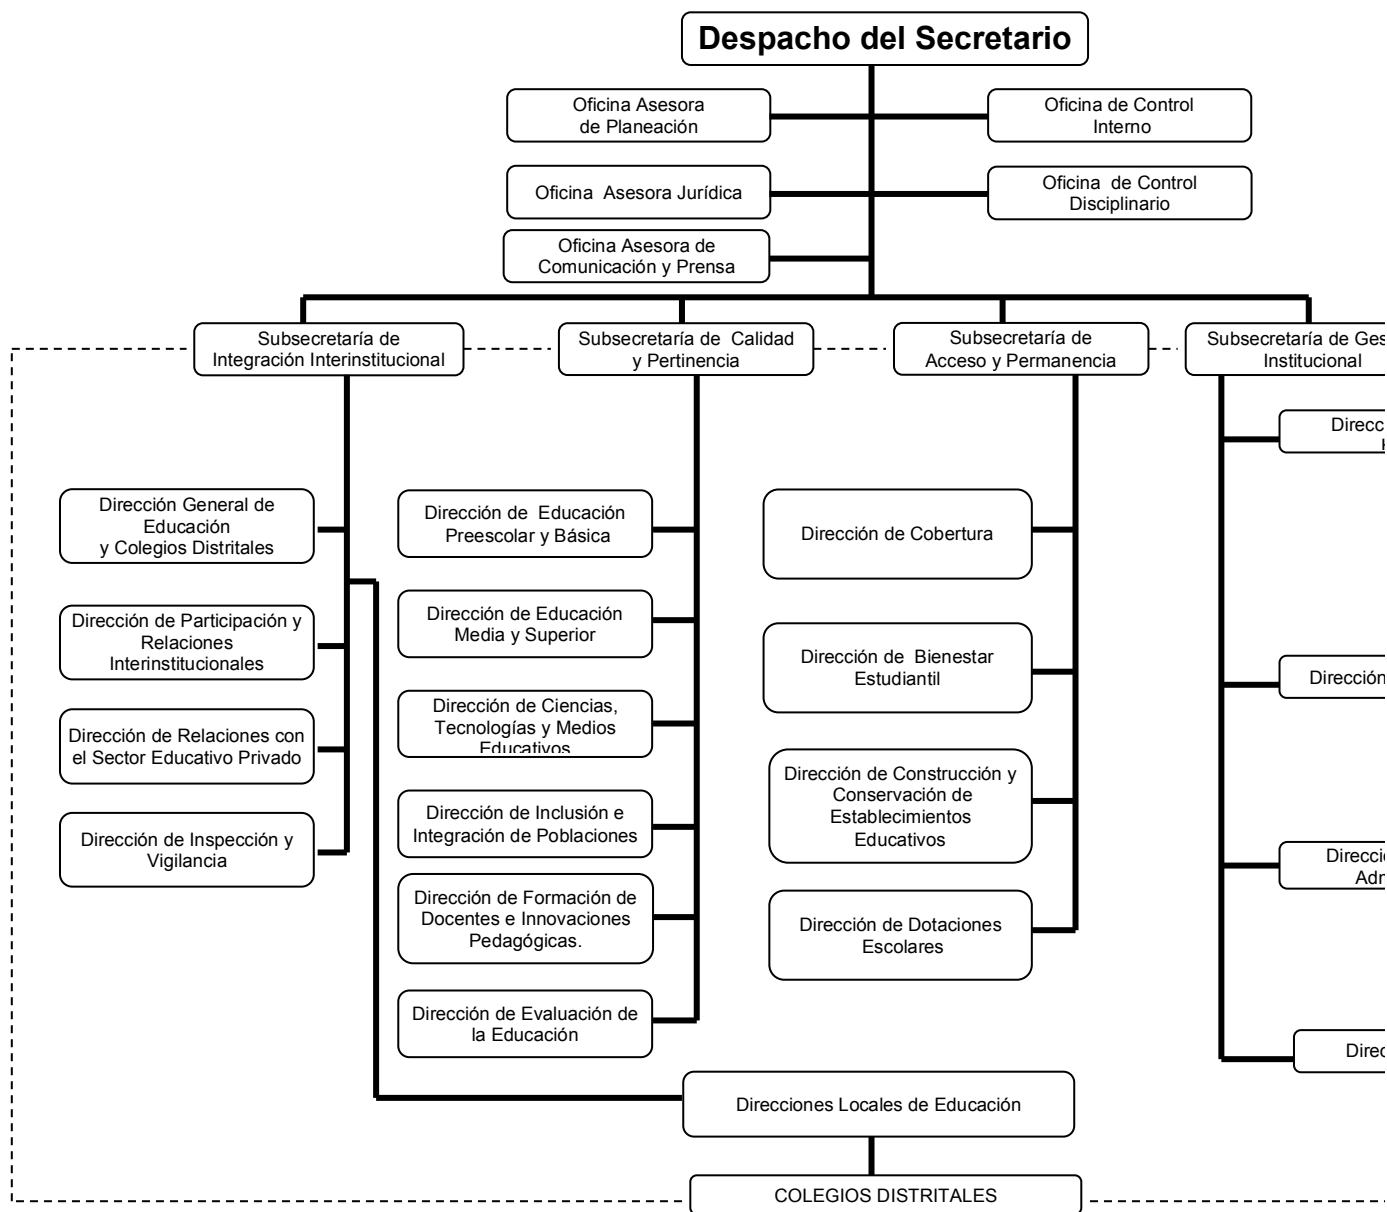 Despacho del Secretario
Oficina Asesora
de Planeación
Oficina de Control
Interno
Oficina Asesora Jurídica
Oficina de Control
Disciplinario
Oficina Asesora de
Comunicación y Prensa
Subsecretaría de
Integración Interinstitucional
Subsecretaría de Calidad
y Pertinencia
Subsecretaría de
Acceso y Permanencia
Subsecretaría de
Institucional
Dirección General de
Educación
y Colegios Distritales
Dirección de Participación y
Relaciones
Interinstitucionales
Dirección de Relaciones con
el Sector Educativo Privado
Dirección de Inspección y
Vigilancia
Dirección de Educación
Preescolar y Básica
Dirección de Educación
Media y Superior
Dirección de Ciencias,
Tecnologías y Medios
Educativos
Dirección de Inclusión e
Integración de Poblaciones
Dirección de Formación de
Docentes e Innovaciones
Pedagógicas.
Dirección de Evaluación de
la Educación
Dirección de Cobertura
Dirección de Bienestar
Estudiantil
Dirección de Construcción y
Conservación de
Establecimientos
Educativos
Dirección de Dotaciones
Escolares
Dirección
Direcciones Locales de Educación
COLEGIOS DISTRITALES